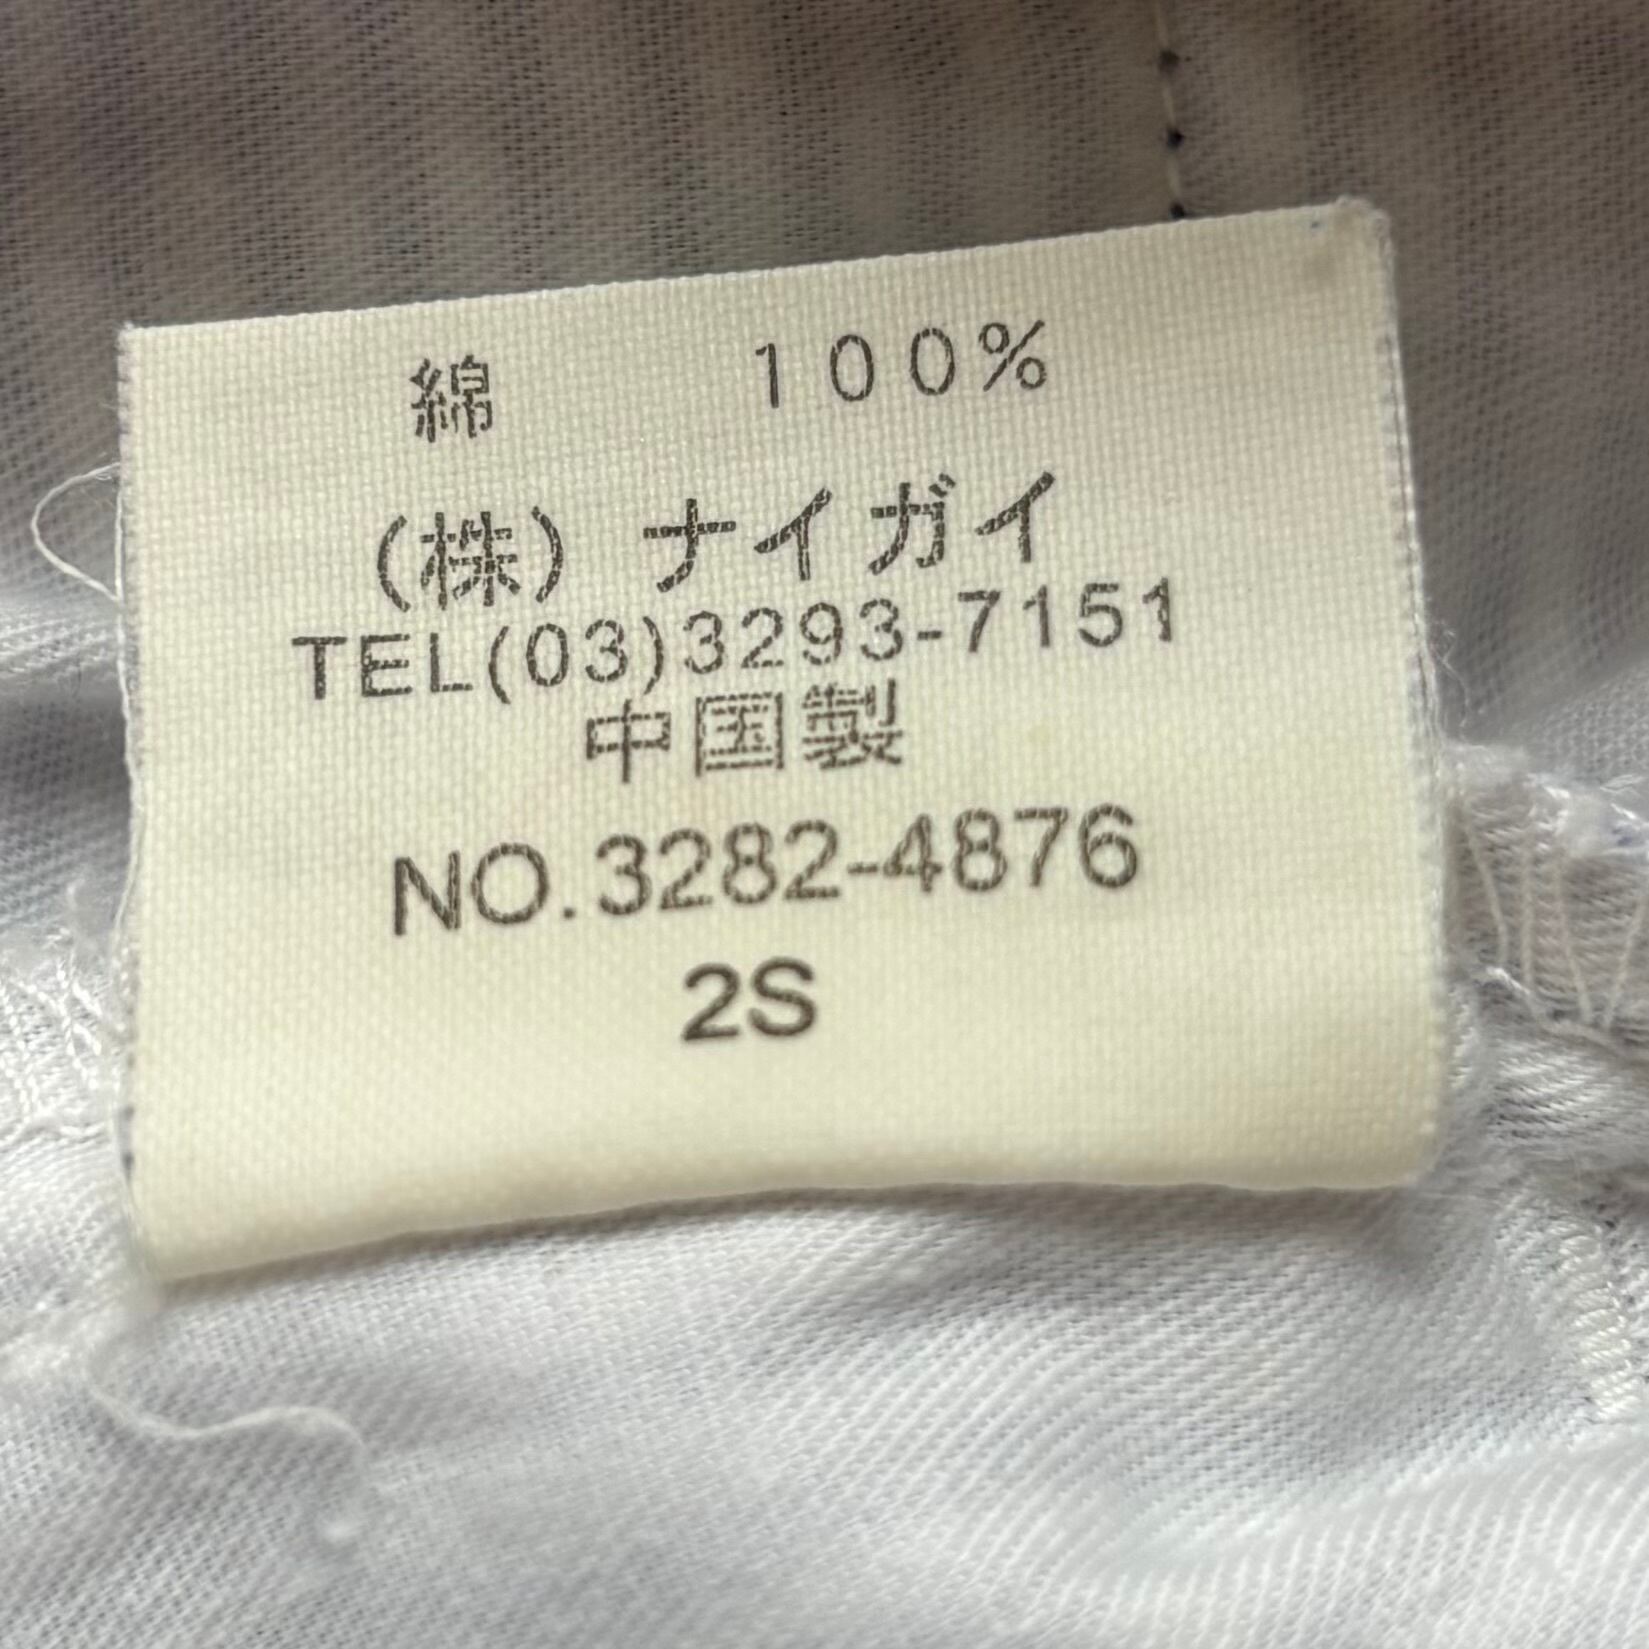 綿 100%
(株) ナイガイ
TEL(03)3293-7151
中国製
NO.3282-4876
2S